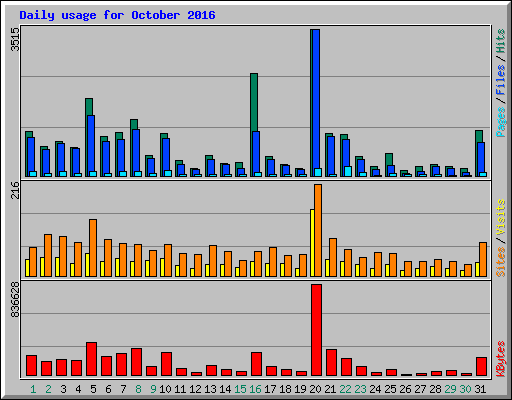 Daily usage for October 2016
3515
Pages / Files / Hits
216
Sites / Visits
836628
KBytes
1 2 3 4 5 6 7 8 9 10 11 12 13 14 15 16 17 18 19 20 21 22 23 24 25 26 27 28 29 30 31